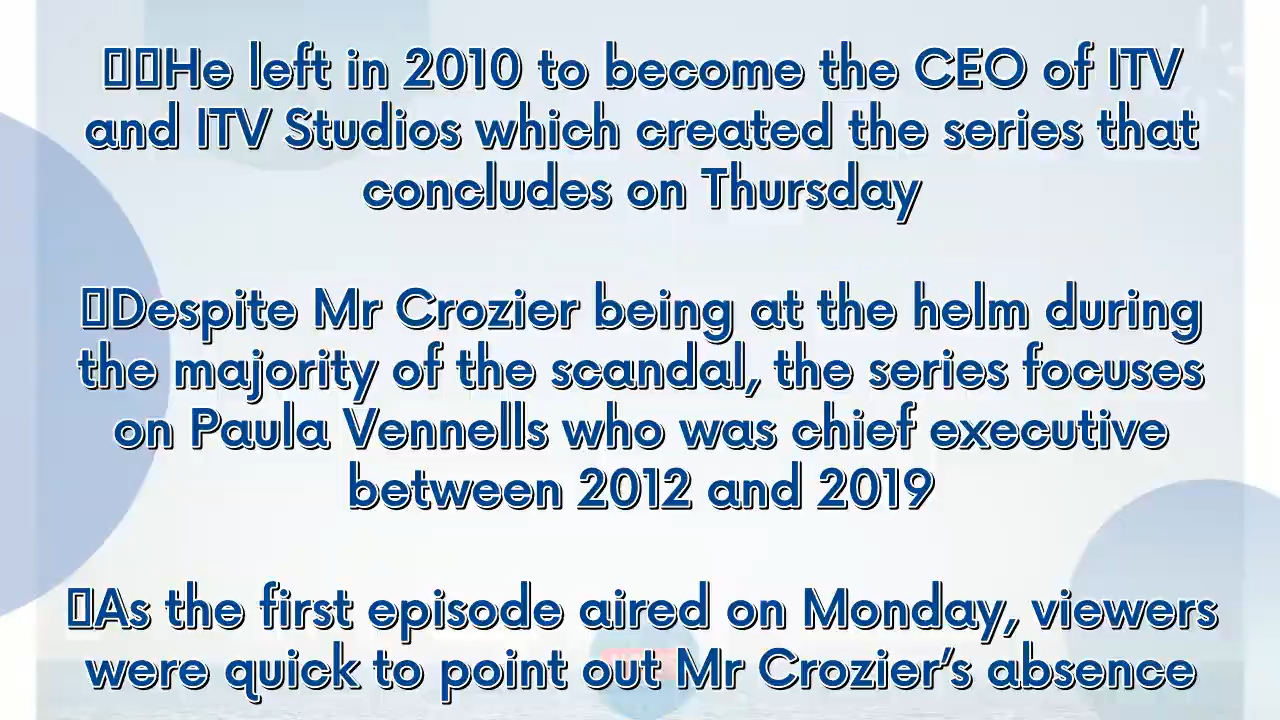 He left in 2010 to become the CEO of ITV
and ITV Studios which created the series that
concludes on Thursday
Despite Mr Crozier being at the helm during
the majority of the scandal, the series focuses
on Paula Vennells who was chief executive
between 2012 and 2019
As the first episode aired on Monday, viewers
were quick to point out Mr Crozier’s absence